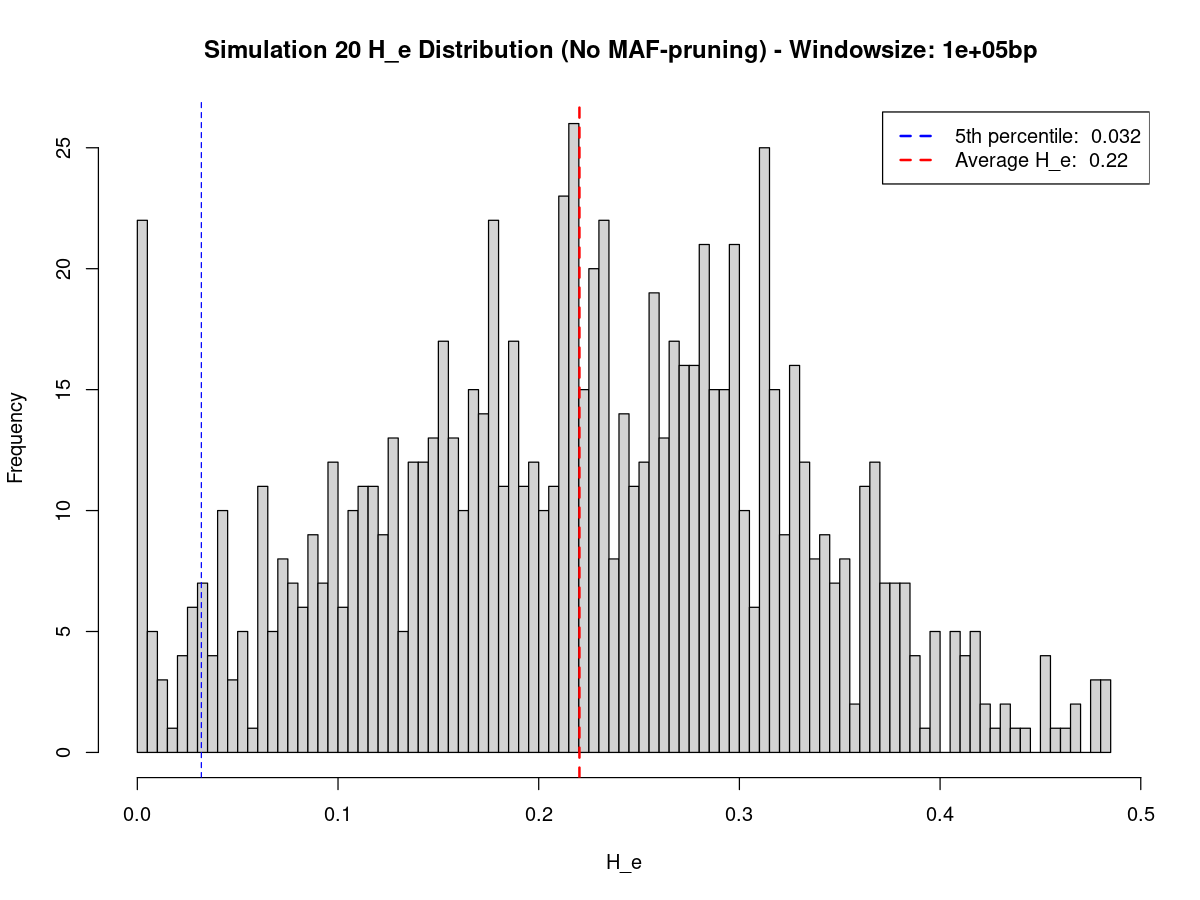 Simulation 20 H_e Distribution (No MAF-pruning) - Windowsize: 1e+05bp
5th percentile:  0.032
Average H_e:  0.22
Frequency
25
20
15
10
5
0
0.0 0.1 0.2 0.3 0.4 0.5
H_e